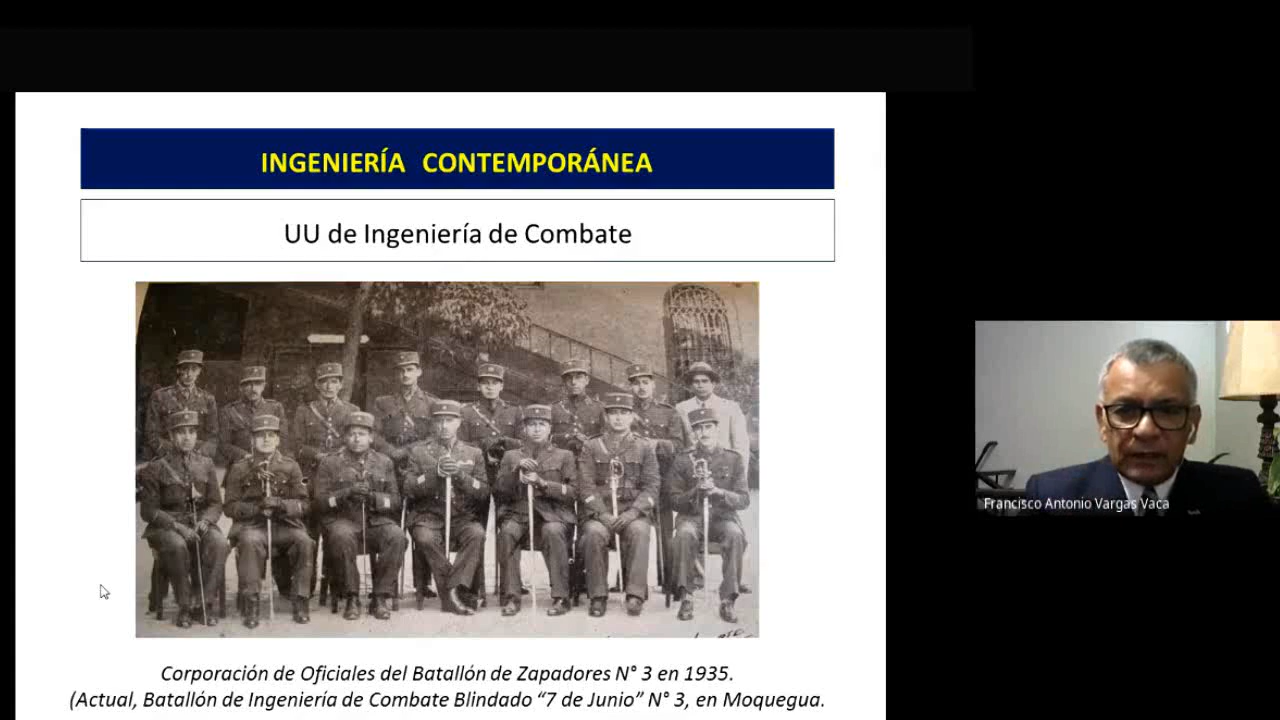 INGENIERÍA CONTEMPORÁNEA
UU de Ingeniería de Combate
Corporación de Oficiales del Batallón de Zapadores N° 3 en 1935.
(Actual, Batallón de Ingeniería de Combate Blindado “7 de Junio” N° 3, en Moquegua.
Francisco Antonio Vargas Vaca